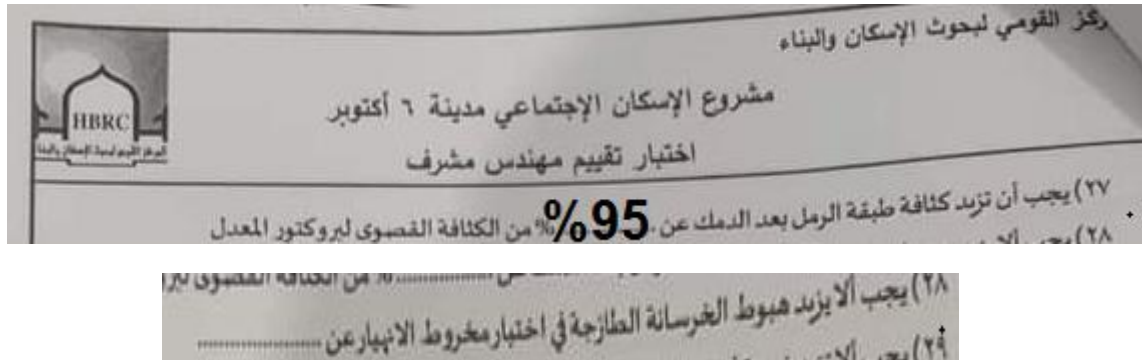 ركز القومي لبحوث الإسكان والبناء
HBRC
مشروع الإسكان الإجتماعي مدينة ٦ أكتوبر
اختبار تقييم مهندس مشرف
٢٧) يجب أن تزيد كثافة طبقة الرمل بعد الدمك عن .%95% من الكثافة القصوى لبروكتور المعدل
٢٨) يجب ألا يزيد هبوط الخرسانة الطازجة في اختبار مخروط الانهيار عن ......................